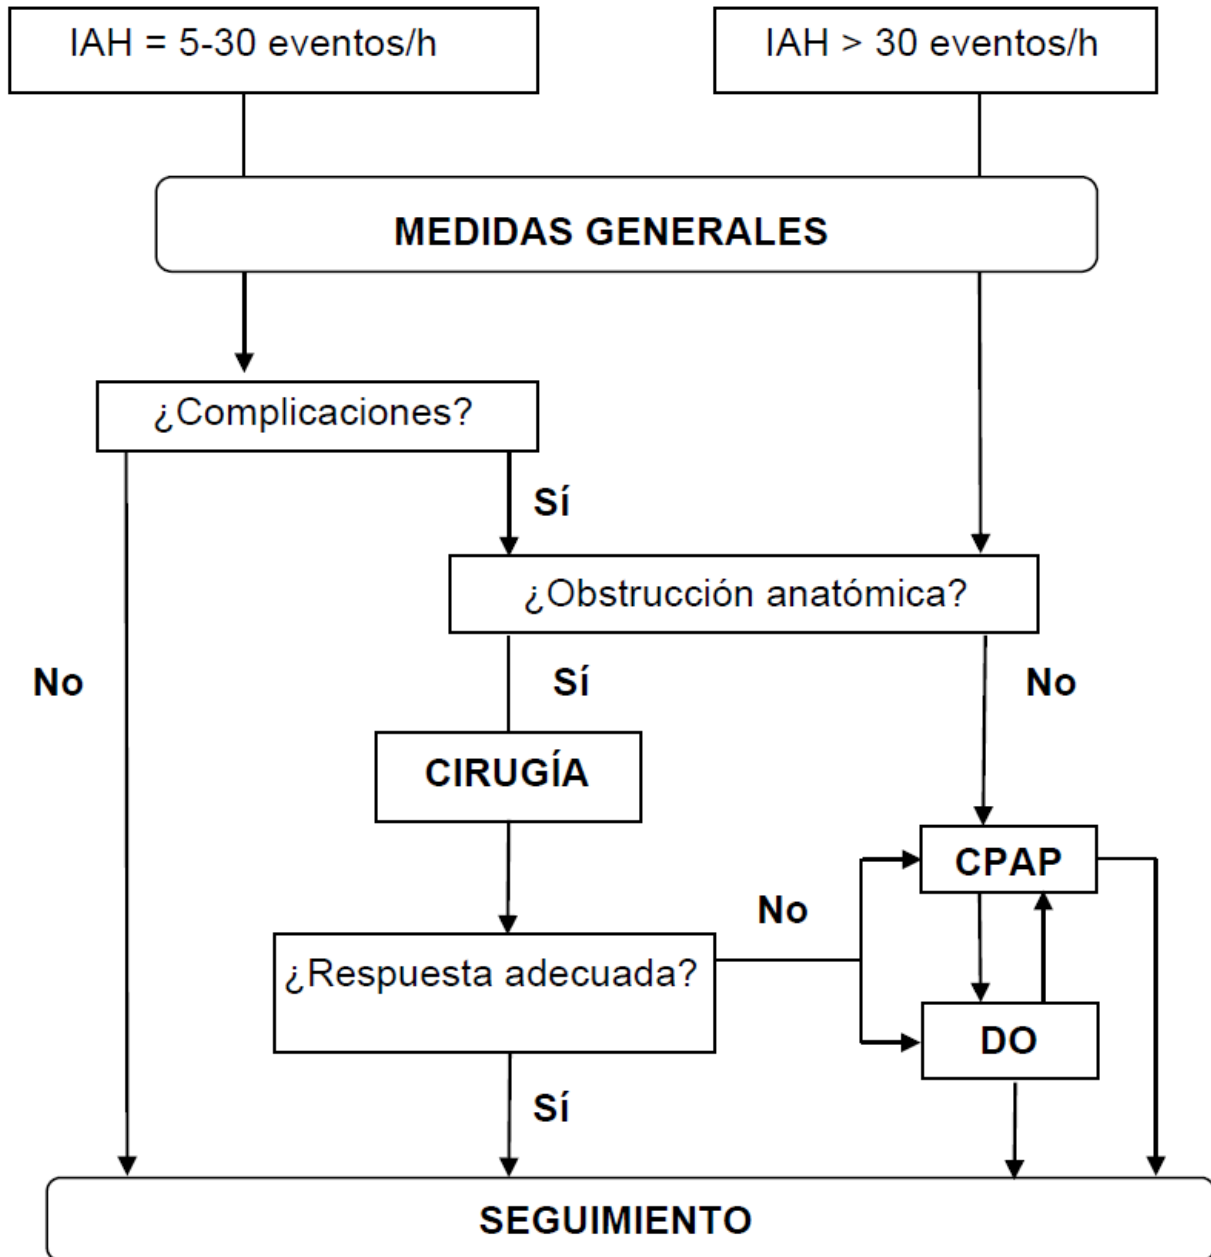 IAH = 5-30 eventos/h
IAH > 30 eventos/h
MEDIDAS GENERALES
¿Complicaciones?
Sí
¿Obstrucción anatómica?
No
Sí
No
CIRUGÍA
CPAP
No
¿Respuesta adecuada?
DO
Sí
SEGUIMIENTO